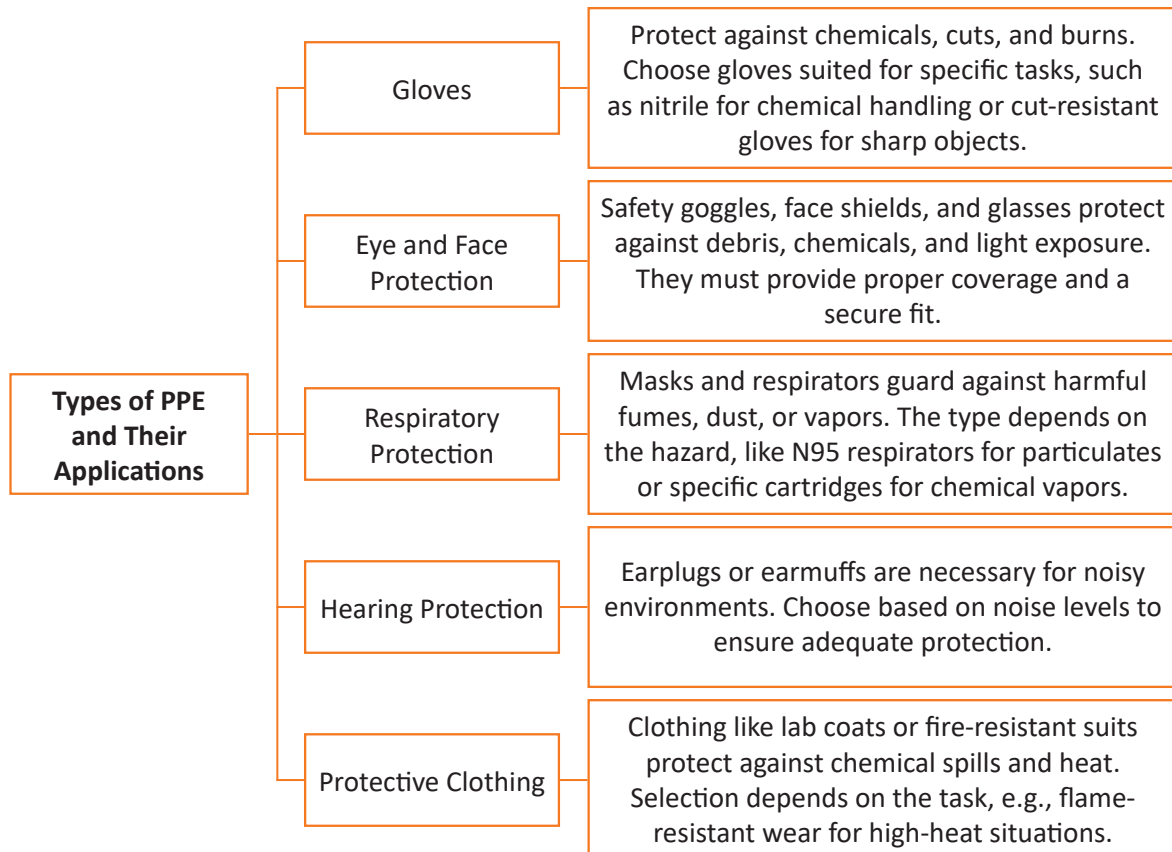 Types of PPE
and Their
Applications
Gloves
Protect against chemicals, cuts, and burns.
Choose gloves suited for specific tasks, such
as nitrile for chemical handling or cut-resistant
gloves for sharp objects.
Eye and Face
Protection
Safety goggles, face shields, and glasses protect
against debris, chemicals, and light exposure.
They must provide proper coverage and a
secure fit.
Respiratory
Protection
Masks and respirators guard against harmful
fumes, dust, or vapors. The type depends on
the hazard, like N95 respirators for particulates
or specific cartridges for chemical vapors.
Hearing Protection
Earplugs or earmuffs are necessary for noisy
environments. Choose based on noise levels to
ensure adequate protection.
Protective Clothing
Clothing like lab coats or fire-resistant suits
protect against chemical spills and heat.
Selection depends on the task, e.g., flame-
resistant wear for high-heat situations.